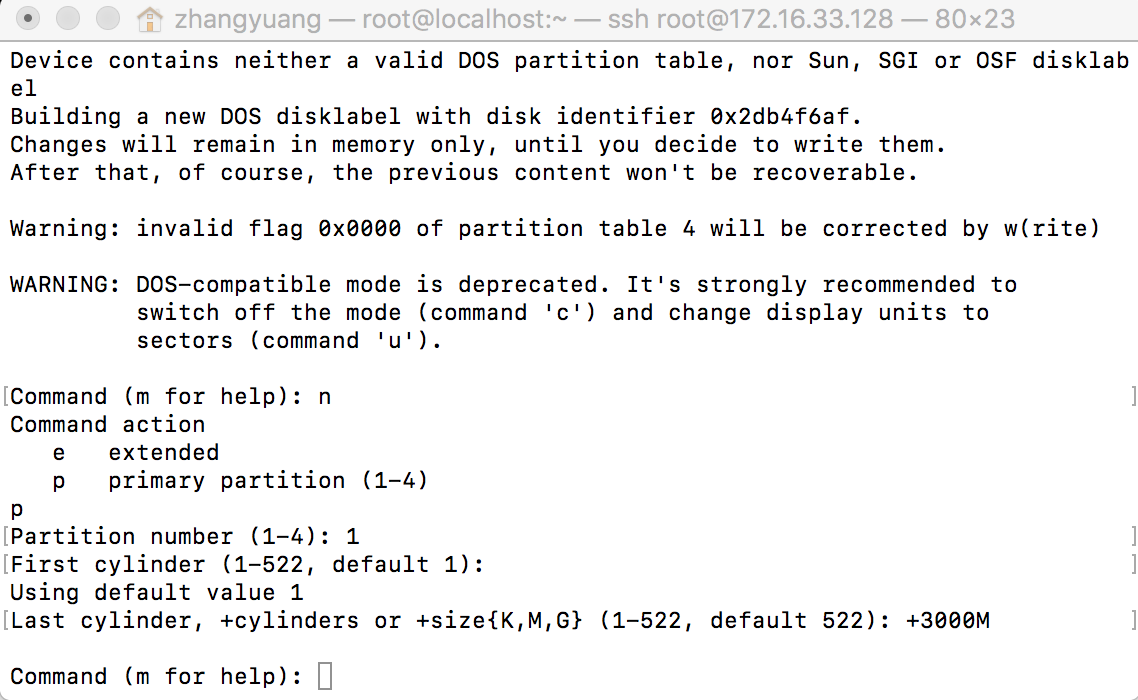 zhangyuang — root@localhost:~ — ssh root@172.16.33.128 — 80×23
Device contains neither a valid DOS partition table, nor Sun, SGI or OSF disklab
el
Building a new DOS disklabel with disk identifier 0x2db4f6af.
Changes will remain in memory only, until you decide to write them.
After that, of course, the previous content won't be recoverable.
Warning: invalid flag 0x0000 of partition table 4 will be corrected by w(rite)
WARNING: DOS-compatible mode is deprecated. It's strongly recommended to
         switch off the mode (command 'c') and change display units to
         sectors (command 'u').
[Command (m for help): n ]
Command action
   e   extended
   p   primary partition (1-4)
p
[Partition number (1-4): 1 ]
[First cylinder (1-522, default 1): ]
Using default value 1
[Last cylinder, +cylinders or +size{K,M,G} (1-522, default 522): +3000M ]
Command (m for help):